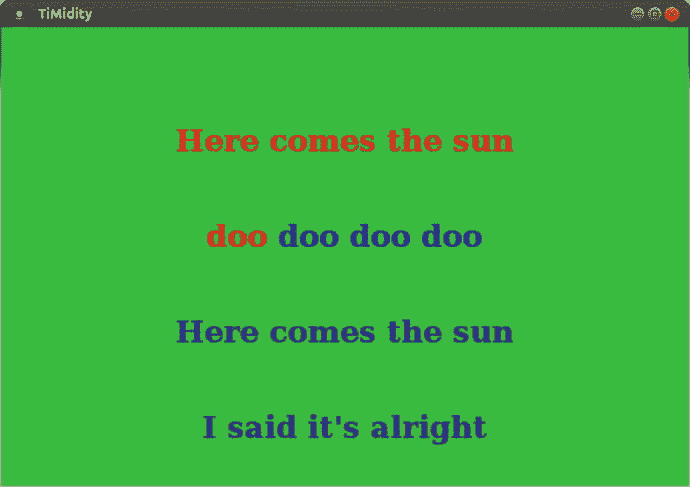 TiMidity
Here comes the sun
doo doo doo doo
Here comes the sun
I said it's alright